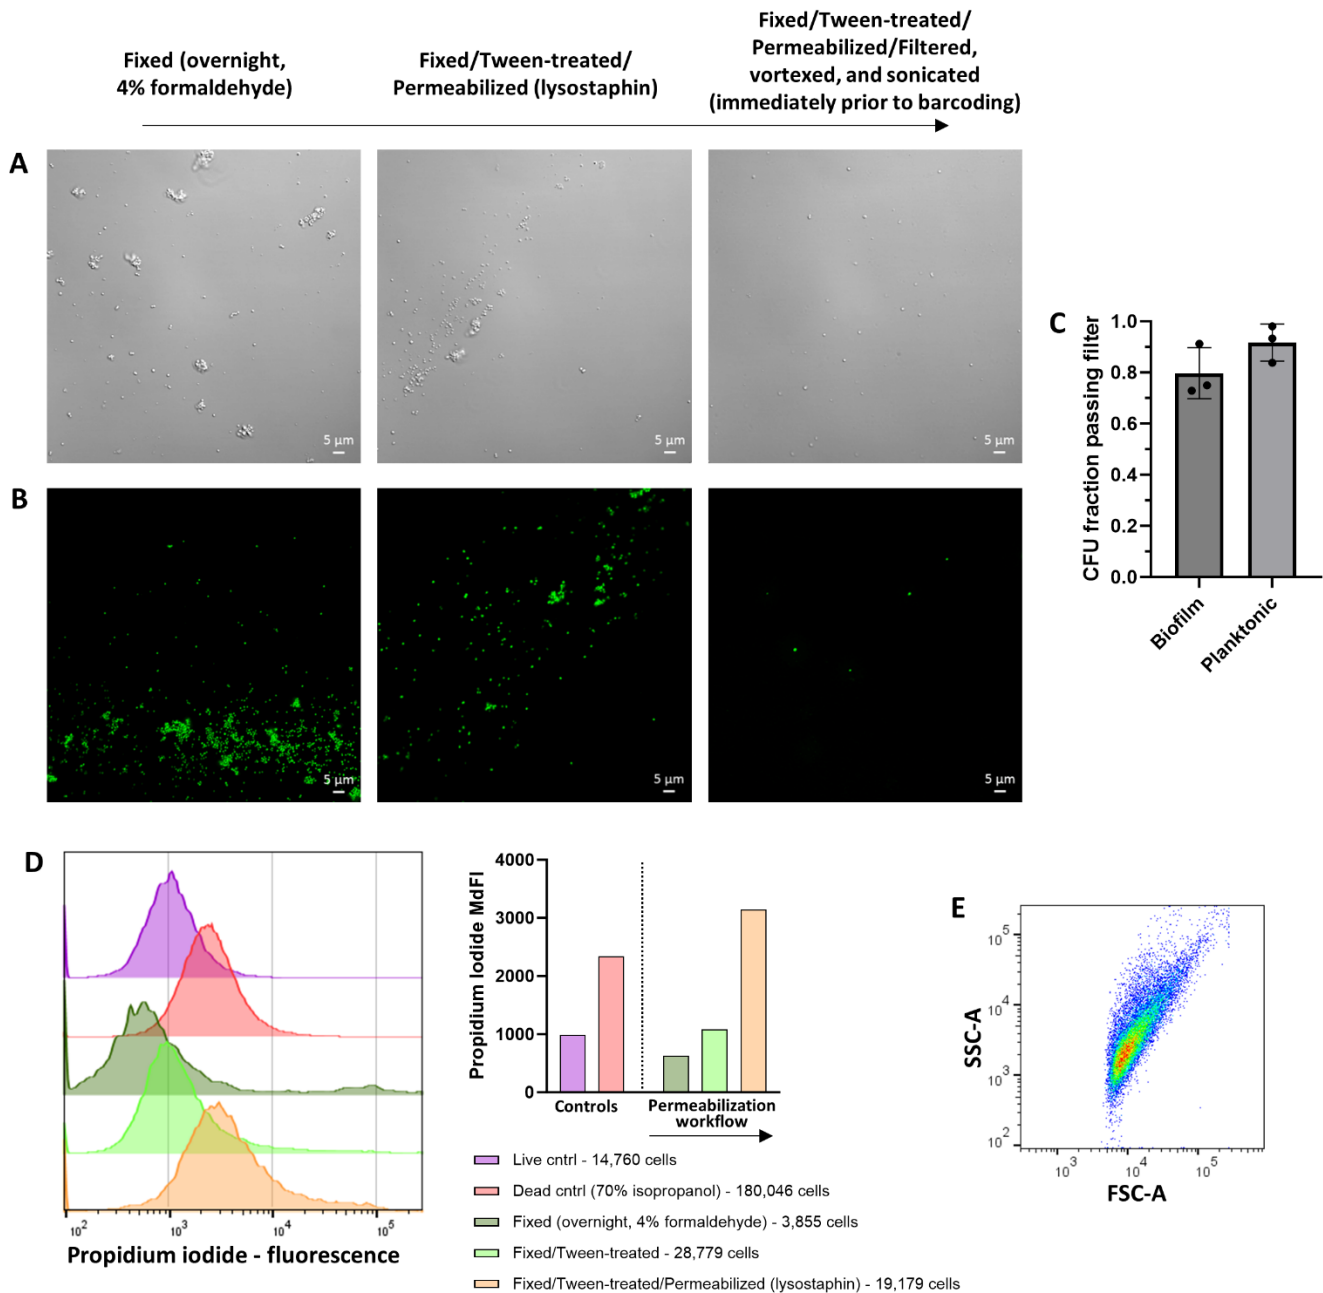 Fixed (overnight,
4% formaldehyde)
Fixed/Tween-treated/
Permeabilized (lysostaphin)
Fixed/Tween-treated/
Permeabilized/Filtered,
vortexed, and sonicated
(immediately prior to barcoding)
A
5 µm
5 µm
5 µm
B
5 µm
5 µm
5 µm
C
CFU fraction passing filter
1.0
0.8
0.6
0.4
0.2
0.0
Biofilm
Planktonic
D
10²
10³
10⁴
10⁵
Propidium iodide - fluorescence
Propidium iodide MdFI
4000
3000
2000
1000
0
Controls
Permeabilization
workflow
Live cntrl - 14,760 cells
Dead cntrl (70% isopropanol) - 180,046 cells
Fixed (overnight, 4% formaldehyde) - 3,855 cells
Fixed/Tween-treated - 28,779 cells
Fixed/Tween-treated/Permeabilized (lysostaphin) - 19,179 cells
E
SSC-A
10⁵
10⁴
10³
10²
10³
10⁴
10⁵
FSC-A